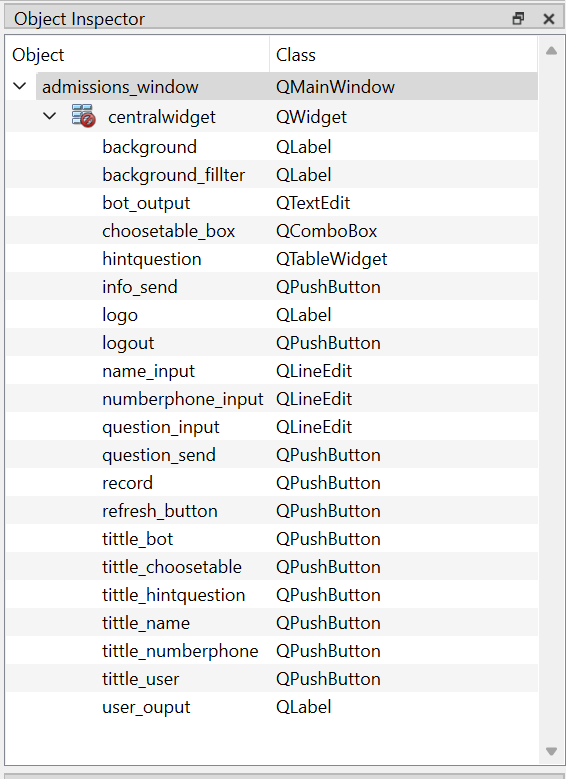 Object Inspector
Object Class
admissions_window QMainWindow
centralwidget QWidget
background QLabel
background_fillter QLabel
bot_output QTextEdit
choosetable_box QComboBox
hintquestion QTableWidget
info_send QPushButton
logo QLabel
logout QPushButton
name_input QLineEdit
numberphone_input QLineEdit
question_input QLineEdit
question_send QPushButton
record QPushButton
refresh_button QPushButton
tittle_bot QPushButton
tittle_choosetable QPushButton
tittle_hintquestion QPushButton
tittle_name QPushButton
tittle_numberphone QPushButton
tittle_user QPushButton
user_ouput QLabel